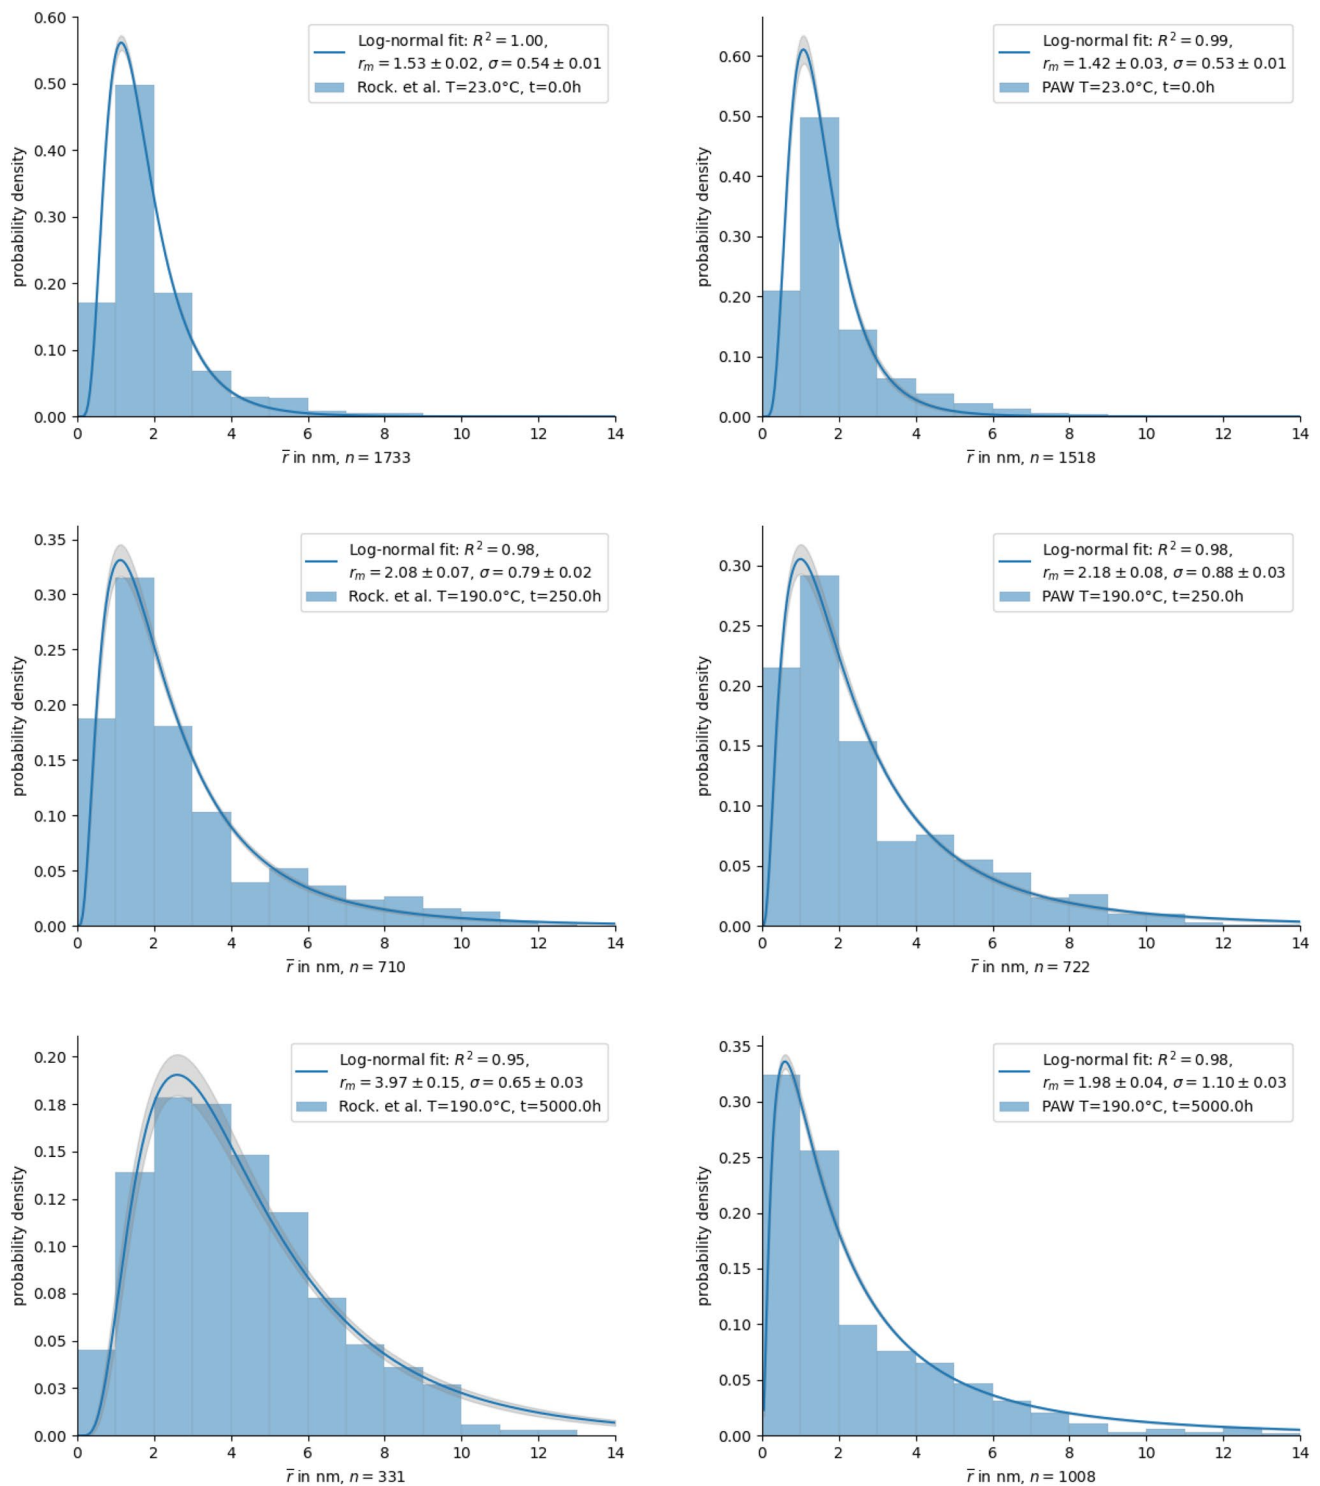 Log-normal fit: R² = 1.00,
rₘ = 1.53 ± 0.02, σ = 0.54 ± 0.01
Rock. et al. T=23.0°C, t=0.0h
probability density
0.60
0.50
0.40
0.30
0.20
0.10
0.00
0 2 4 6 8 10 12 14
r̅ in nm, n = 1733
Log-normal fit: R² = 0.99,
rₘ = 1.42 ± 0.03, σ = 0.53 ± 0.01
PAW T=23.0°C, t=0.0h
probability density
0.60
0.50
0.40
0.30
0.20
0.10
0.00
0 2 4 6 8 10 12 14
r̅ in nm, n = 1518
Log-normal fit: R² = 0.98,
rₘ = 2.08 ± 0.07, σ = 0.79 ± 0.02
Rock. et al. T=190.0°C, t=250.0h
probability density
0.35
0.30
0.25
0.20
0.15
0.10
0.05
0.00
0 2 4 6 8 10 12 14
r̅ in nm, n = 710
Log-normal fit: R² = 0.98,
rₘ = 2.18 ± 0.08, σ = 0.88 ± 0.03
PAW T=190.0°C, t=250.0h
probability density
0.30
0.25
0.20
0.15
0.10
0.05
0.00
0 2 4 6 8 10 12 14
r̅ in nm, n = 722
Log-normal fit: R² = 0.95,
rₘ = 3.97 ± 0.15, σ = 0.65 ± 0.03
Rock. et al. T=190.0°C, t=5000.0h
probability density
0.20
0.18
0.15
0.12
0.10
0.08
0.05
0.03
0.00
0 2 4 6 8 10 12 14
r̅ in nm, n = 331
Log-normal fit: R² = 0.98,
rₘ = 1.98 ± 0.04, σ = 1.10 ± 0.03
PAW T=190.0°C, t=5000.0h
probability density
0.35
0.30
0.25
0.20
0.15
0.10
0.05
0.00
0 2 4 6 8 10 12 14
r̅ in nm, n = 1008